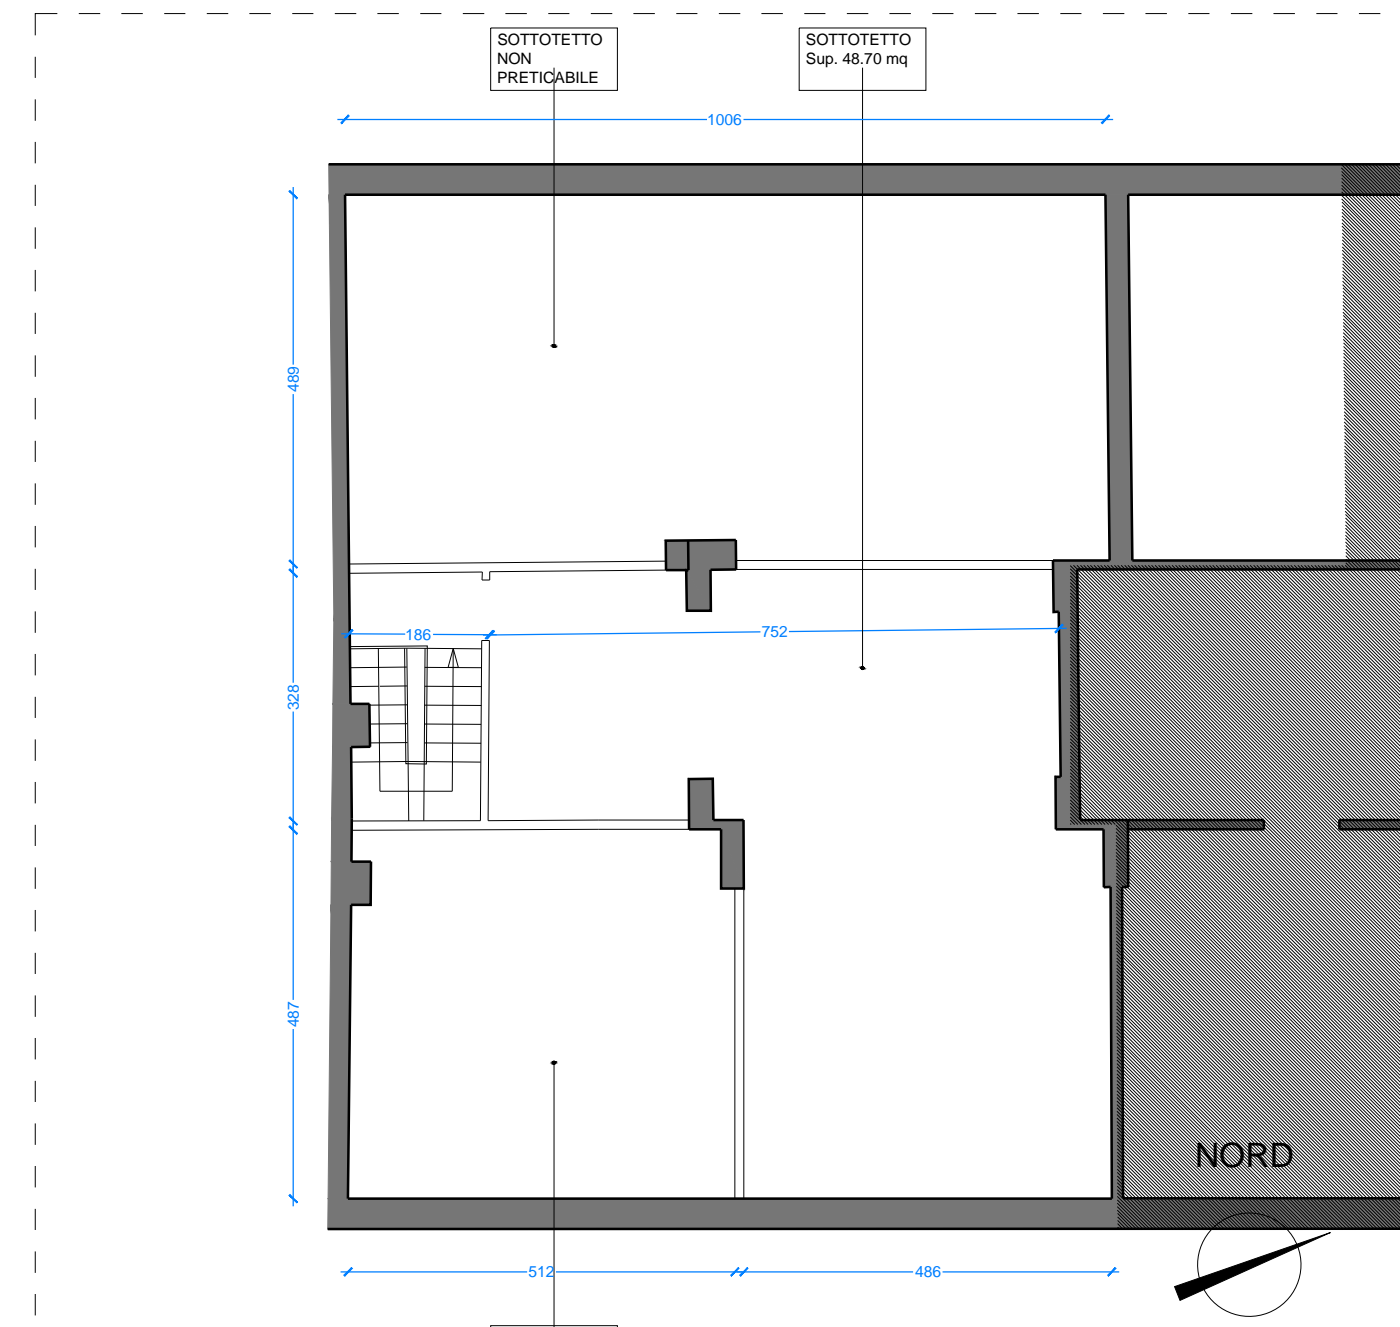 SOTTOTETTO
NON
PRETICABILE
SOTTOTETTO
Sup. 48.70 mq
1006
489
186
752
328
487
NORD
512
486